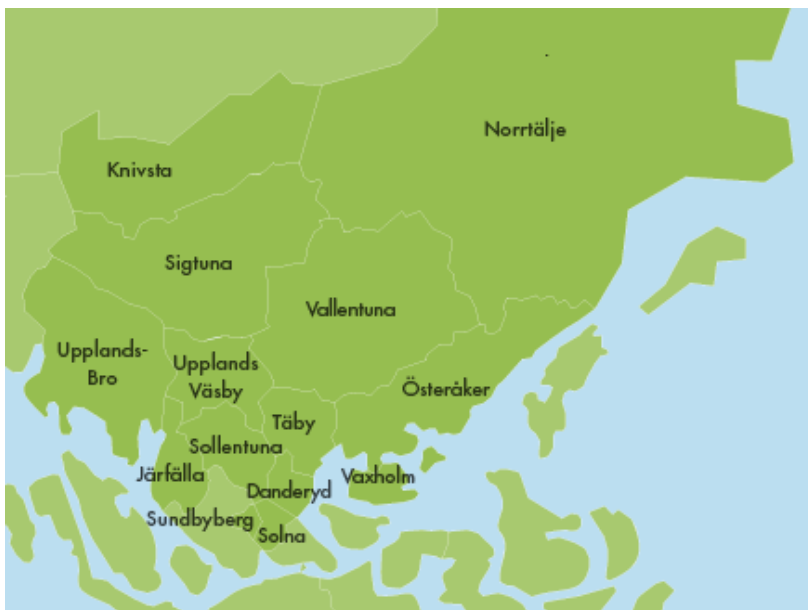 Norrtälje
Knivsta
Sigtuna
Vallentuna
Upplands-
Bro
Upplands
Väsby
Österåker
Täby
Sollentuna
Järfälla
Vaxholm
Danderyd
Sundbyberg
Solna